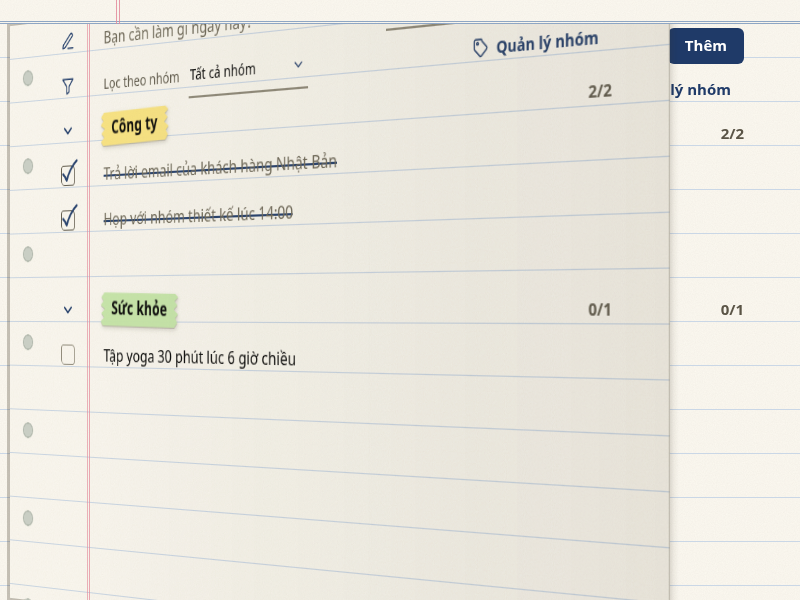 Bạn cần làm gì ngày nay?
Thêm
Lọc theo nhóm Tất cả nhóm
Quản lý nhóm
lý nhóm
Công ty 2/2
2/2
Trả lời email của khách hàng Nhật Bản
Họp với nhóm thiết kế lúc 14:00
Sức khỏe 0/1
0/1
Tập yoga 30 phút lúc 6 giờ chiều